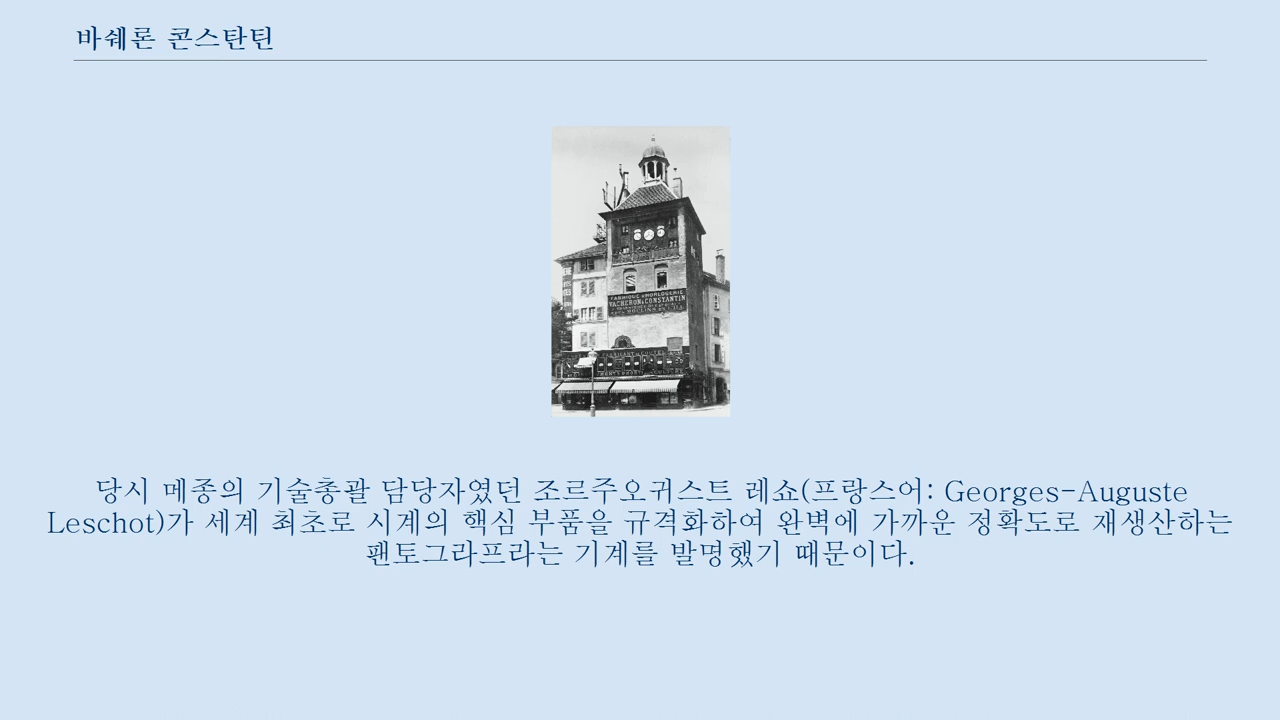 바쉐론 콘스탄틴
FABRIQUE D'HORLOGERIE
VACHERON & CONSTANTIN
당시 메종의 기술총괄 담당자였던 조르주오귀스트 레쇼(프랑스어: Georges-Auguste
Leschot)가 세계 최초로 시계의 핵심 부품을 규격화하여 완벽에 가까운 정확도로 재생산하는
팬토그라프라는 기계를 발명했기 때문이다.